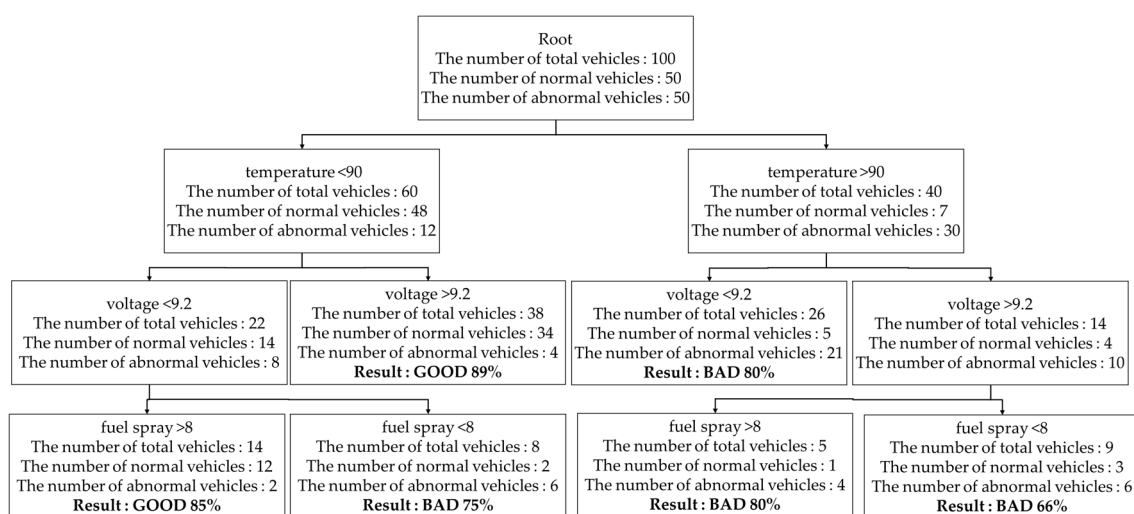 Root
The number of total vehicles : 100
The number of normal vehicles : 50
The number of abnormal vehicles : 50
temperature <90
The number of total vehicles : 60
The number of normal vehicles : 48
The number of abnormal vehicles : 12
temperature >90
The number of total vehicles : 40
The number of normal vehicles : 7
The number of abnormal vehicles : 30
voltage <9.2
The number of total vehicles : 22
The number of normal vehicles : 14
The number of abnormal vehicles : 8
voltage >9.2
The number of total vehicles : 38
The number of normal vehicles : 34
The number of abnormal vehicles : 4
Result : GOOD 89%
voltage <9.2
The number of total vehicles : 26
The number of normal vehicles : 5
The number of abnormal vehicles : 21
Result : BAD 80%
voltage >9.2
The number of total vehicles : 14
The number of normal vehicles : 4
The number of abnormal vehicles : 10
fuel spray >8
The number of total vehicles : 14
The number of normal vehicles : 12
The number of abnormal vehicles : 2
Result : GOOD 85%
fuel spray <8
The number of total vehicles : 8
The number of normal vehicles : 2
The number of abnormal vehicles : 6
Result : BAD 75%
fuel spray >8
The number of total vehicles : 5
The number of normal vehicles : 1
The number of abnormal vehicles : 4
Result : BAD 80%
fuel spray <8
The number of total vehicles : 9
The number of normal vehicles : 3
The number of abnormal vehicles : 6
Result : BAD 66%